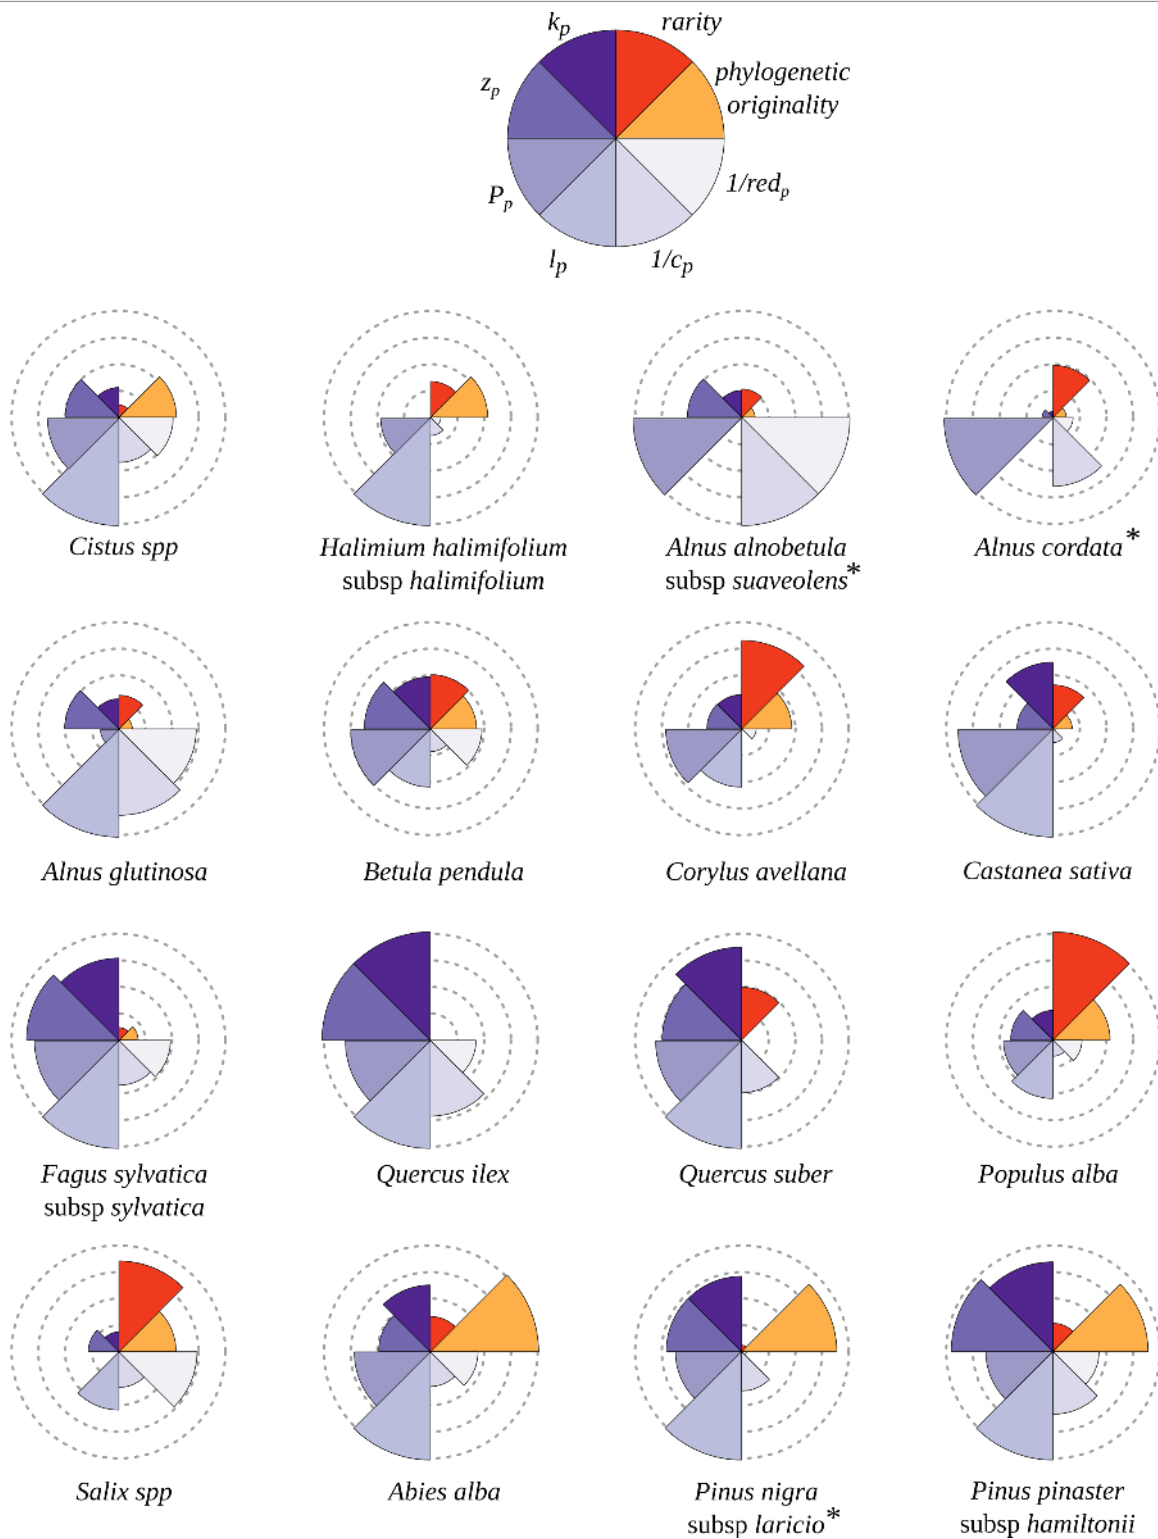 k_p rarity
z_p phylogenetic
originality
P_p 1/red_p
l_p 1/c_p
Cistus spp
Halimium halimifolium
subsp halimifolium
Alnus alnobetula
subsp suaveolens*
Alnus cordata*
Alnus glutinosa
Betula pendula
Corylus avellana
Castanea sativa
Fagus sylvatica
subsp sylvatica
Quercus ilex
Quercus suber
Populus alba
Salix spp
Abies alba
Pinus nigra
subsp laricio*
Pinus pinaster
subsp hamiltonii